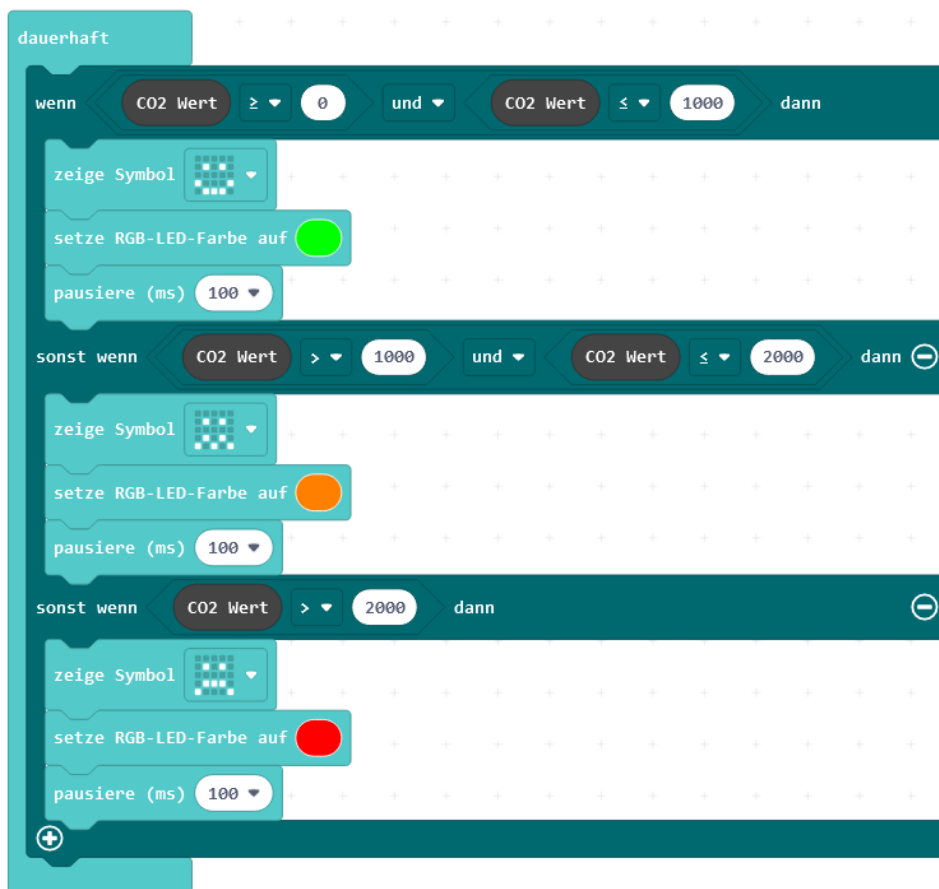 dauerhaft
wenn CO2 Wert ≥ 0 und CO2 Wert ≤ 1000 dann
zeige Symbol
setze RGB-LED-Farbe auf
pausiere (ms) 100
sonst wenn CO2 Wert > 1000 und CO2 Wert ≤ 2000 dann
zeige Symbol
setze RGB-LED-Farbe auf
pausiere (ms) 100
sonst wenn CO2 Wert > 2000 dann
zeige Symbol
setze RGB-LED-Farbe auf
pausiere (ms) 100